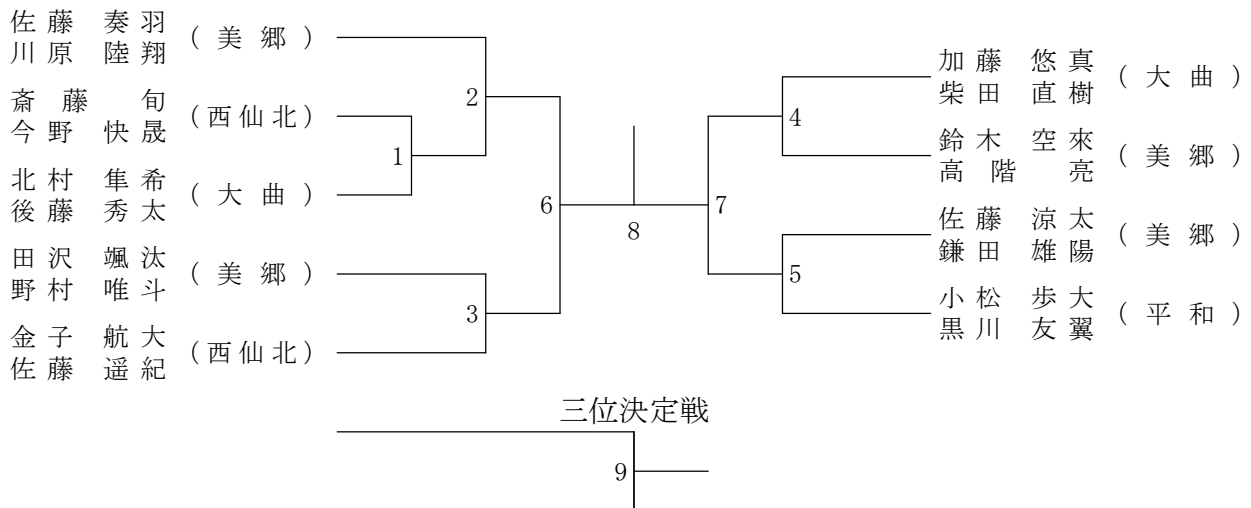 佐藤 奏羽
川原 陸翔
(美郷)
斎藤 旬
今野 快晟
(西仙北)
北村 隼希
後藤 秀太
(大曲)
田沢 颯汰
野村 唯斗
(美郷)
金子 航大
佐藤 遥紀
(西仙北)
1
2
3
6
8
7
4
5
加藤 悠真
柴田 直樹
(大曲)
鈴木 空來
高階 亮
(美郷)
佐藤 涼太
鎌田 雄陽
(美郷)
小松 歩大
黒川 友翼
(平和)
三位決定戦
9